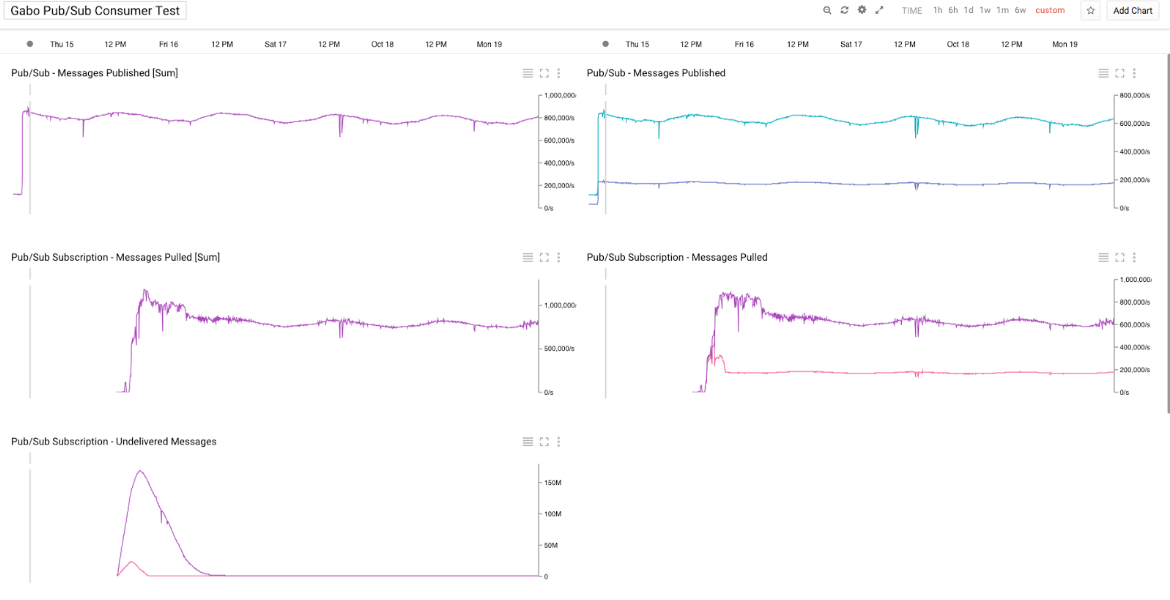 Gabo Pub/Sub Consumer Test
TIME 1h 6h 1d 1w 1m 6w custom Add Chart
Thu 15 12 PM Fri 16 12 PM Sat 17 12 PM Oct 18 12 PM Mon 19
Thu 15 12 PM Fri 16 12 PM Sat 17 12 PM Oct 18 12 PM Mon 19
Pub/Sub - Messages Published [Sum]
1,000,000/s
800,000/s
600,000/s
400,000/s
200,000/s
0/s
Pub/Sub - Messages Published
800,000/s
600,000/s
400,000/s
200,000/s
0/s
Pub/Sub Subscription - Messages Pulled [Sum]
1,000,000/s
500,000/s
0/s
Pub/Sub Subscription - Messages Pulled
1,000,000/s
800,000/s
600,000/s
400,000/s
200,000/s
0/s
Pub/Sub Subscription - Undelivered Messages
150M
100M
50M
0